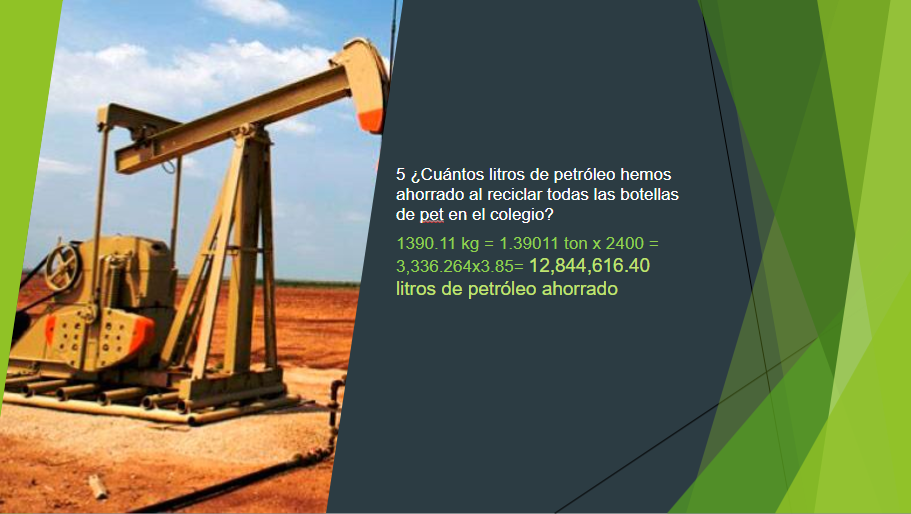 5 ¿Cuántos litros de petróleo hemos
ahorrado al reciclar todas las botellas
de pet en el colegio?
1390.11 kg = 1.39011 ton x 2400 =
3,336.264x3.85= 12,844,616.40
litros de petróleo ahorrado